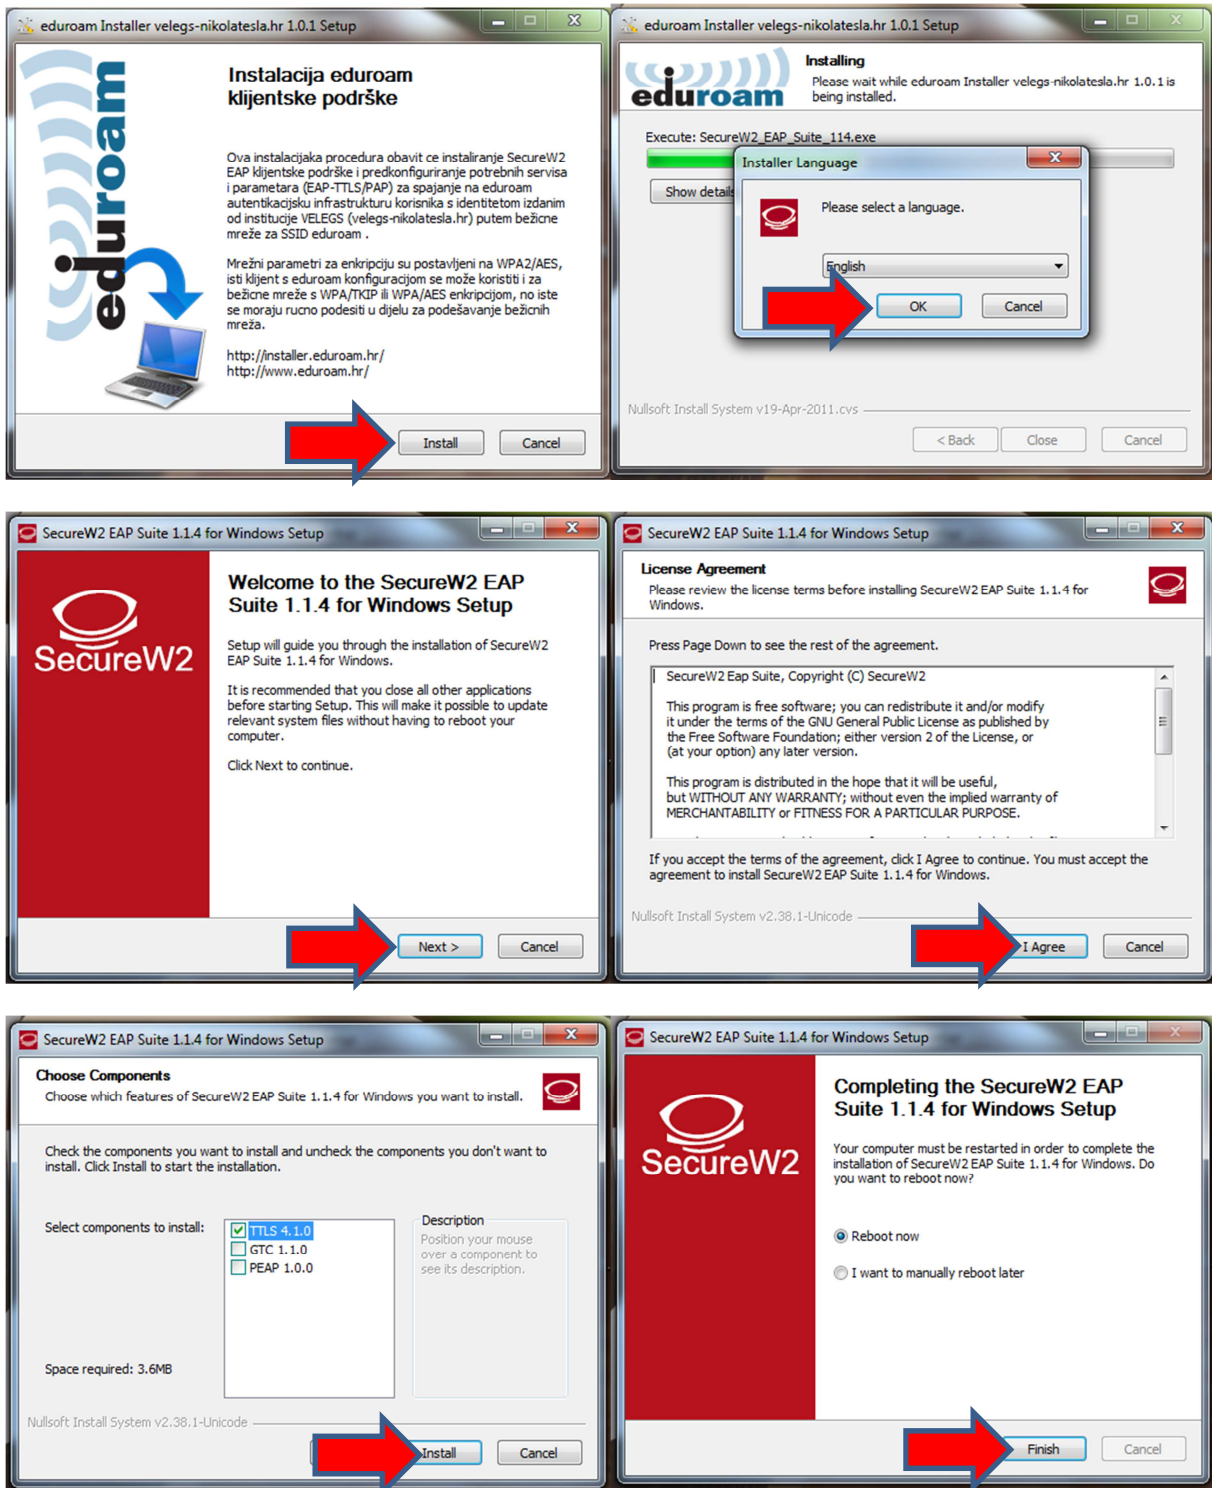 eduroam Installer velegs-nikolatesla.hr 1.0.1 Setup
eduroam
Instalacija eduroam
klijentske podrške
Ova instalacijaka procedura obavit ce instaliranje SecureW2
EAP klijentske podrške i predkonfiguriranje potrebnih servisa
i parametara (EAP-TTLS/PAP) za spajanje na eduroam
autentikacijsku infrastrukturu korisnika s identitetom izdanim
od institucije VELEGS (velegs-nikolatesla.hr) putem bežicne
mreže za SSID eduroam .
Mrežni parametri za enkripciju su postavljeni na WPA2/AES,
isti klijent s eduroam konfiguracijom se može koristiti i za
bežicne mreže s WPA/TKIP ili WPA/AES enkripcijom, no iste
se moraju rucno podesiti u dijelu za podešavanje bežicnih
mreža.
http://installer.eduroam.hr/
http://www.eduroam.hr/
Install
Cancel
eduroam Installer velegs-nikolatesla.hr 1.0.1 Setup
eduroam
Installing
Please wait while eduroam Installer velegs-nikolatesla.hr 1.0.1 is
being installed.
Execute: SecureW2_EAP_Suite_114.exe
Show details
Installer Language
Please select a language.
English
OK
Cancel
Nullsoft Install System v19-Apr-2011.cvs
< Back
Close
Cancel
SecureW2 EAP Suite 1.1.4 for Windows Setup
SecureW2
Welcome to the SecureW2 EAP
Suite 1.1.4 for Windows Setup
Setup will guide you through the installation of SecureW2
EAP Suite 1.1.4 for Windows.
It is recommended that you close all other applications
before starting Setup. This will make it possible to update
relevant system files without having to reboot your
computer.
Click Next to continue.
Next >
Cancel
SecureW2 EAP Suite 1.1.4 for Windows Setup
License Agreement
Please review the license terms before installing SecureW2 EAP Suite 1.1.4 for
Windows.
Press Page Down to see the rest of the agreement.
SecureW2 Eap Suite, Copyright (C) SecureW2
This program is free software; you can redistribute it and/or modify
it under the terms of the GNU General Public License as published by
the Free Software Foundation; either version 2 of the License, or
(at your option) any later version.
This program is distributed in the hope that it will be useful,
but WITHOUT ANY WARRANTY; without even the implied warranty of
MERCHANTABILITY or FITNESS FOR A PARTICULAR PURPOSE.
If you accept the terms of the agreement, click I Agree to continue. You must accept the
agreement to install SecureW2 EAP Suite 1.1.4 for Windows.
Nullsoft Install System v2.38.1-Unicode
I Agree
Cancel
SecureW2 EAP Suite 1.1.4 for Windows Setup
Choose Components
Choose which features of SecureW2 EAP Suite 1.1.4 for Windows you want to install.
Check the components you want to install and uncheck the components you don't want to
install. Click Install to start the installation.
Select components to install:
TTLS 4.1.0
GTC 1.1.0
PEAP 1.0.0
Description
Position your mouse
over a component to
see its description.
Space required: 3.6MB
Nullsoft Install System v2.38.1-Unicode
Install
Cancel
SecureW2 EAP Suite 1.1.4 for Windows Setup
SecureW2
Completing the SecureW2 EAP
Suite 1.1.4 for Windows Setup
Your computer must be restarted in order to complete the
installation of SecureW2 EAP Suite 1.1.4 for Windows. Do
you want to reboot now?
Reboot now
I want to manually reboot later
Finish
Cancel